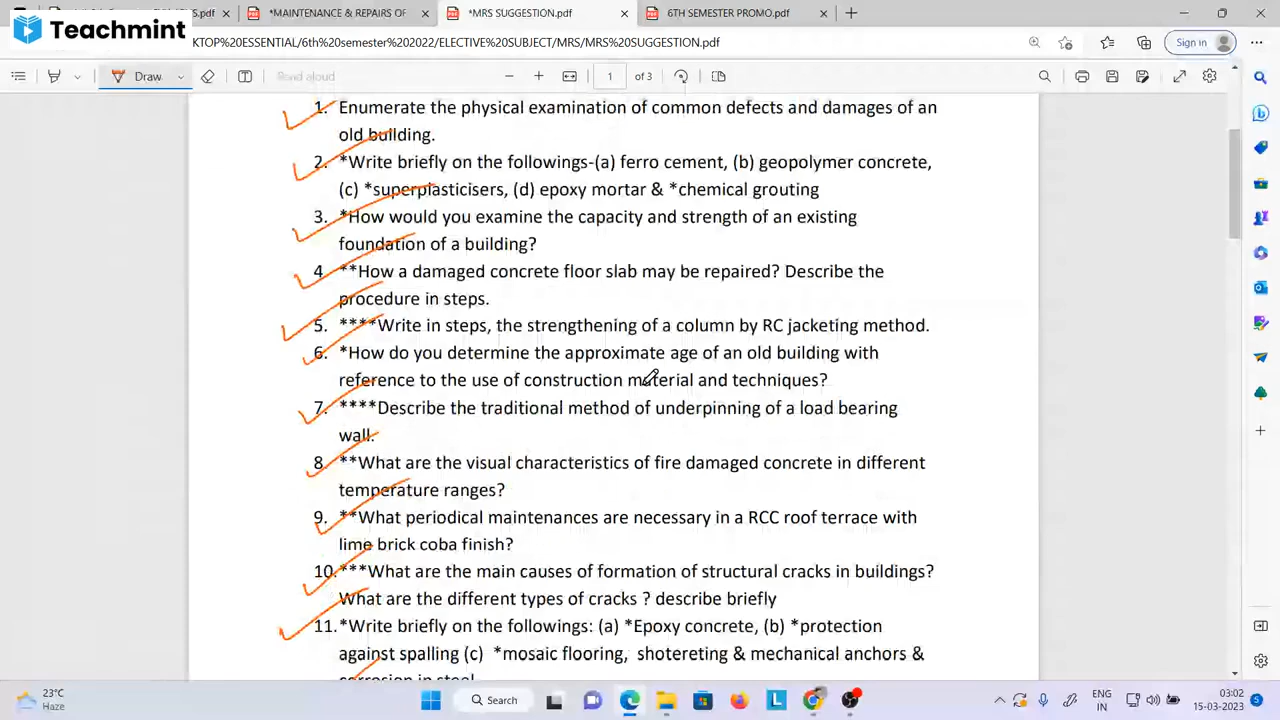 Teachmint
.pdf
*MAINTENANCE & REPAIRS OF
*MRS SUGGESTION.pdf
6TH SEMESTER PROMO.pdf
KTOP%20ESSENTIAL/6th%20semester%202022/ELECTIVE%20SUBJECT/MRS/MRS%20SUGGESTION.pdf
Sign in
Draw
Read aloud
1 of 3
1. Enumerate the physical examination of common defects and damages of an
old building.
2. *Write briefly on the followings-(a) ferro cement, (b) geopolymer concrete,
(c) *superplasticisers, (d) epoxy mortar & *chemical grouting
3. *How would you examine the capacity and strength of an existing
foundation of a building?
4 **How a damaged concrete floor slab may be repaired? Describe the
procedure in steps.
5. ****Write in steps, the strengthening of a column by RC jacketing method.
6. *How do you determine the approximate age of an old building with
reference to the use of construction material and techniques?
7. ****Describe the traditional method of underpinning of a load bearing
wall.
8 **What are the visual characteristics of fire damaged concrete in different
temperature ranges?
9. **What periodical maintenances are necessary in a RCC roof terrace with
lime brick coba finish?
10. ***What are the main causes of formation of structural cracks in buildings?
What are the different types of cracks ? describe briefly
11. *Write briefly on the followings: (a) *Epoxy concrete, (b) *protection
against spalling (c) *mosaic flooring, shotereting & mechanical anchors &
corrosion in steel
23°C
Haze
Search
ENG
IN
03:02
15-03-2023